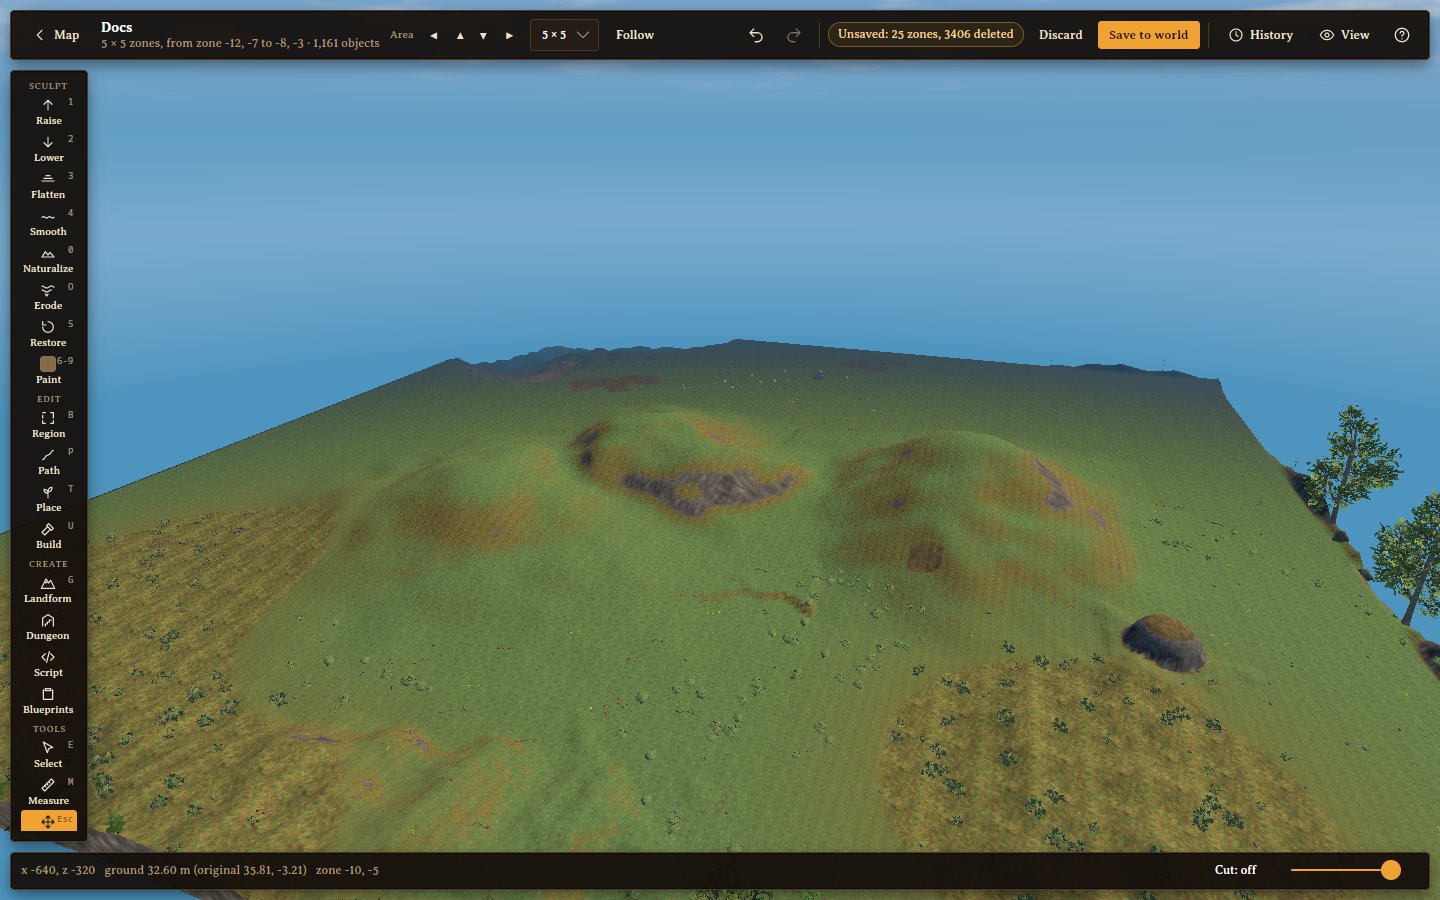 Map
Docs
5 × 5 zones, from zone -12, -7 to -8, -3 · 1,161 objects
Area
5 × 5
Follow
Unsaved: 25 zones, 3406 deleted
Discard
Save to world
History
View
SCULPT
1
Raise
2
Lower
3
Flatten
4
Smooth
0
Naturalize
O
Erode
5
Restore
6-9
Paint
EDIT
B
Region
P
Path
T
Place
U
Build
CREATE
G
Landform
Dungeon
Script
Blueprints
TOOLS
E
Select
M
Measure
Esc
x -640, z -320 ground 32.60 m (original 35.81, -3.21) zone -10, -5
Cut: off